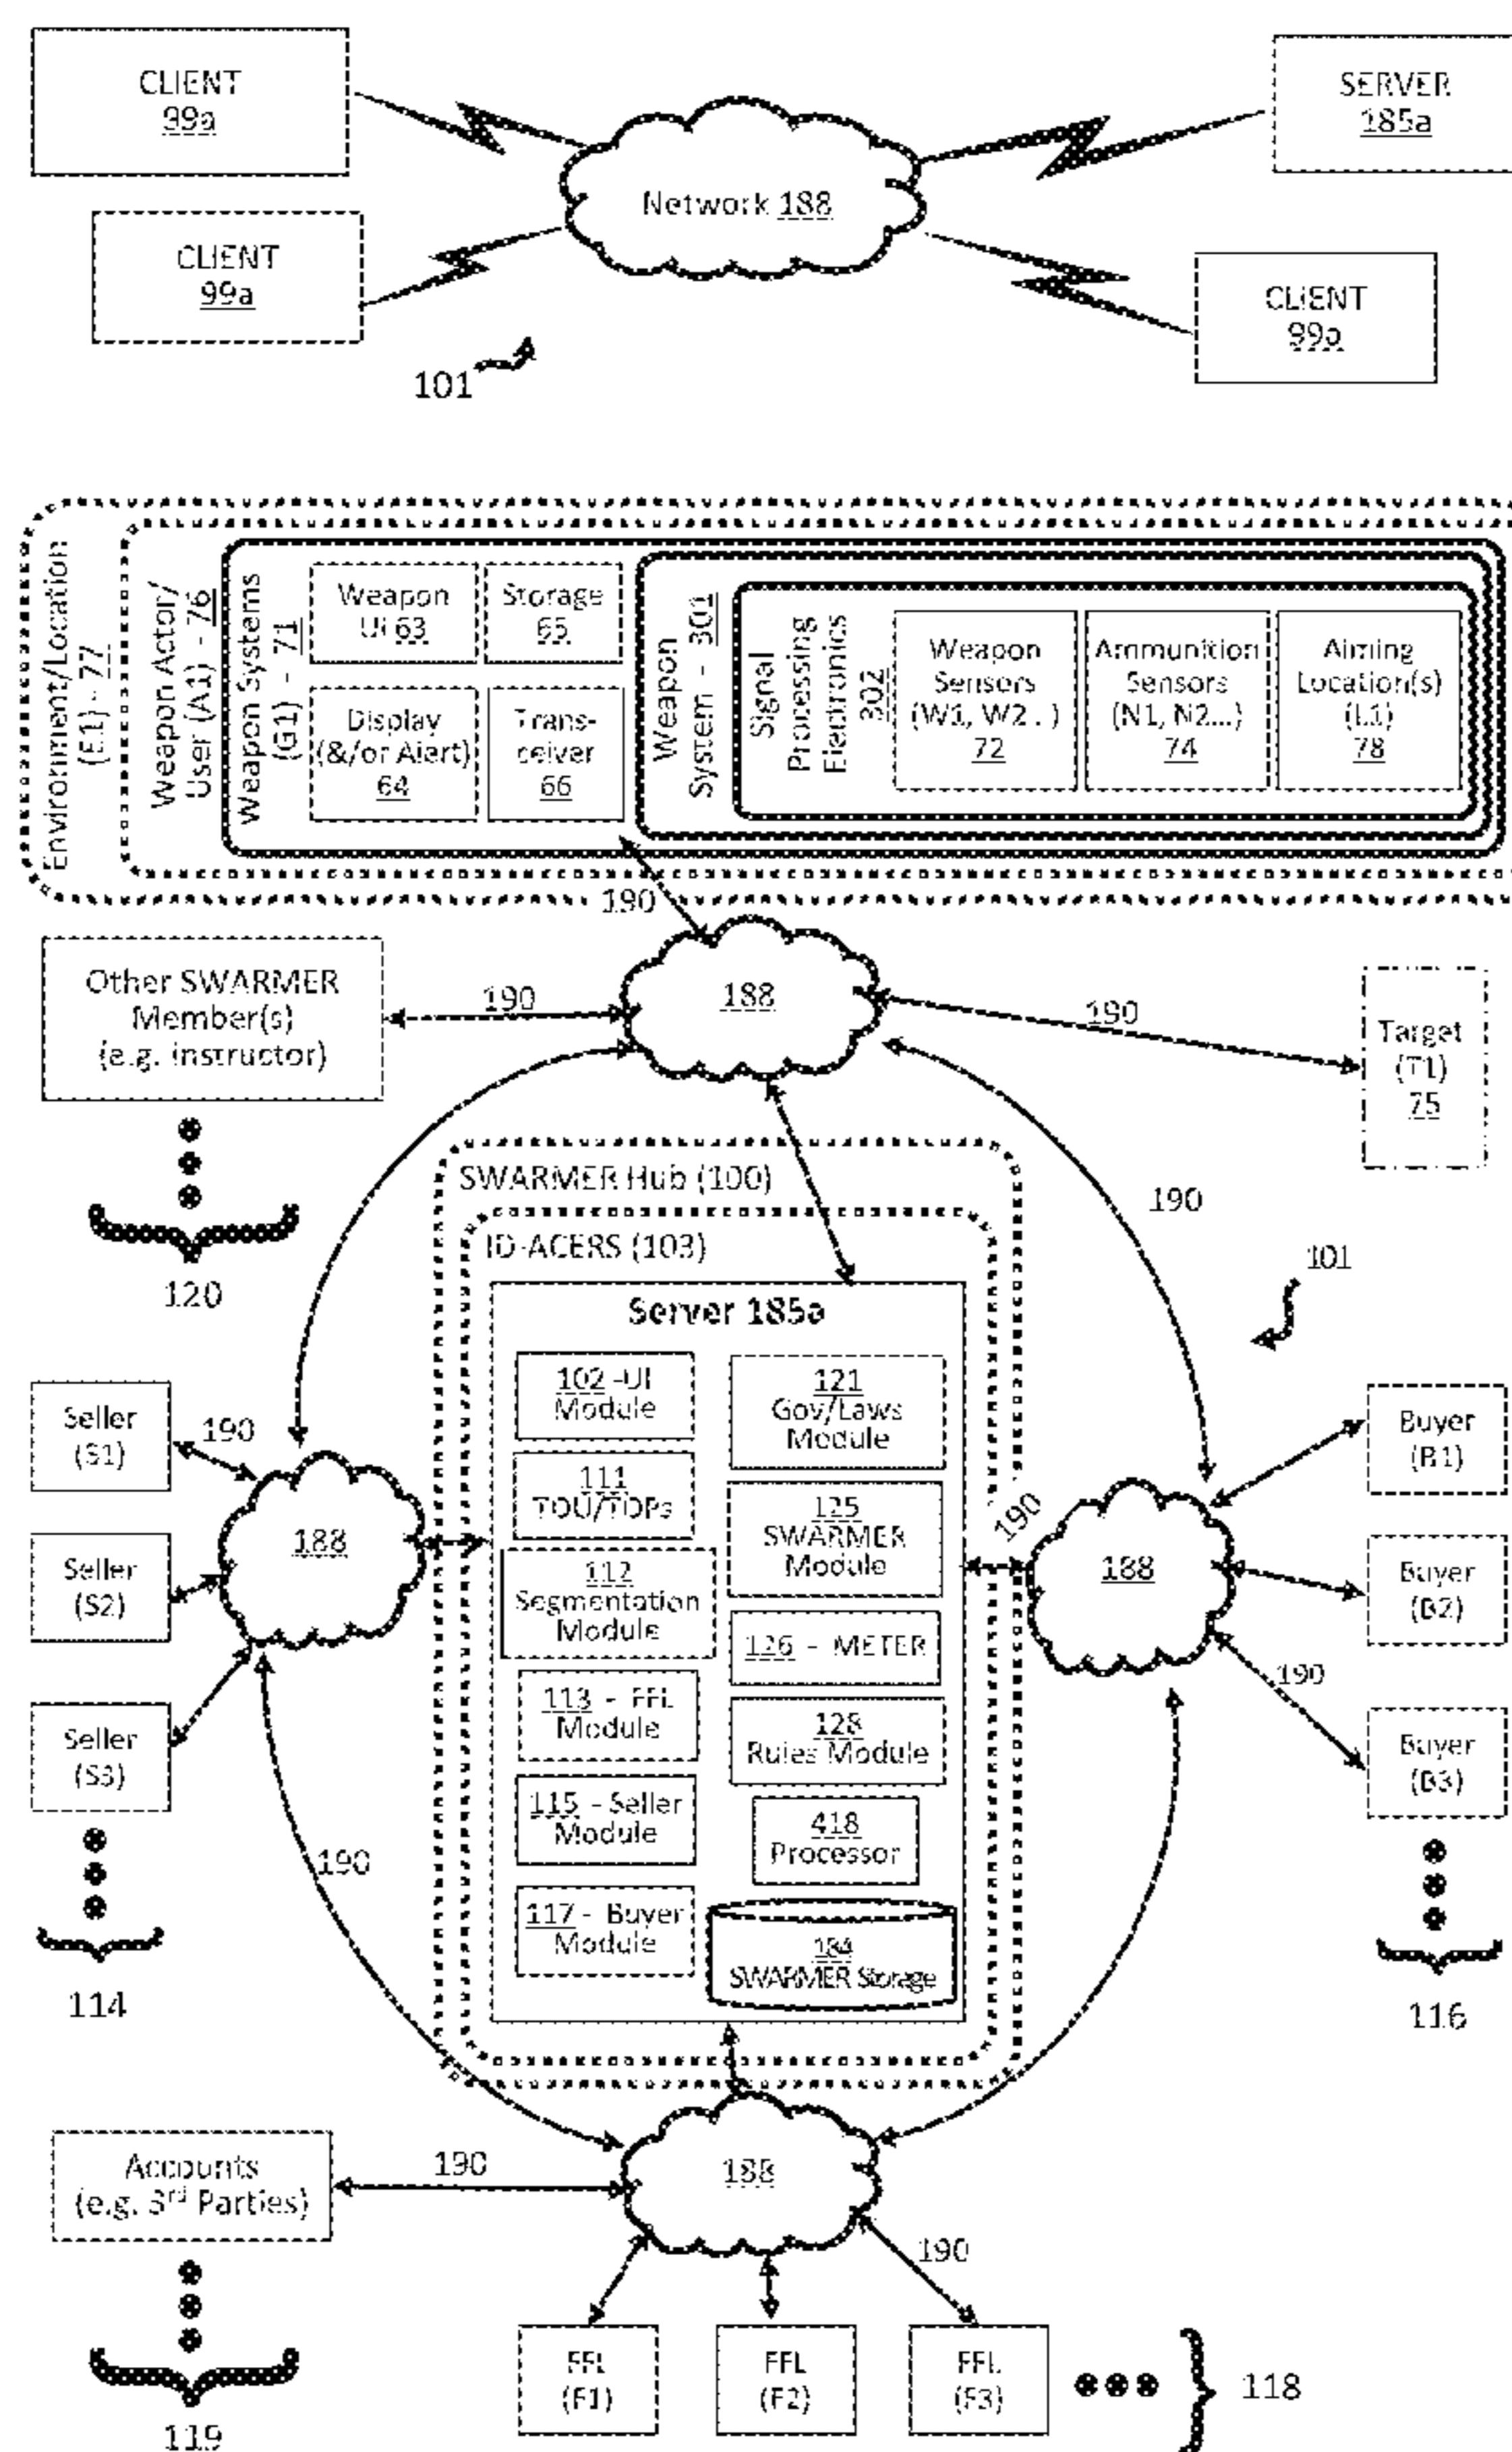 CLIENT
99a
SERVER
185a
Network 188
CLIENT
99a
CLIENT
99a
101
Environment/Location
(E1) - 77
Weapon Actor/
User (A1) - 76
Weapon Systems
(G1) - 71
Weapon
UI 63
Storage
65
Display
(&/or Alert)
64
Trans-
ceiver
66
Weapon
System - 301
Signal
Processing
Electronics
302
Weapon
Sensors
(W1, W2..)
72
Ammunition
Sensors
(N1, N2...)
74
Aiming
Location(s)
(L1)
78
190
Other SWARMER
Member(s)
(e.g. instructor)
190
188
190
Target
(T1)
75
120
SWARMER Hub (100)
190
ID-ACERS (103)
101
Server 185a
102 -UI
Module
121
Gov/Laws
Module
Seller
(S1)
190
Buyer
(B1)
111
TOU/TOPs
125
SWARMER
Module
190
188
188
Seller
(S2)
Buyer
(B2)
112
Segmentation
Module
126 - METER
190
113 - FFL
Module
128
Rules Module
Seller
(S3)
Buyer
(B3)
115 - Seller
Module
418
Processor
190
117 - Buyer
Module
184
SWARMER Storage
114
116
Accounts
(e.g. 3rd Parties)
190
188
190
FFL
(F1)
FFL
(F2)
FFL
(F3)
118
119